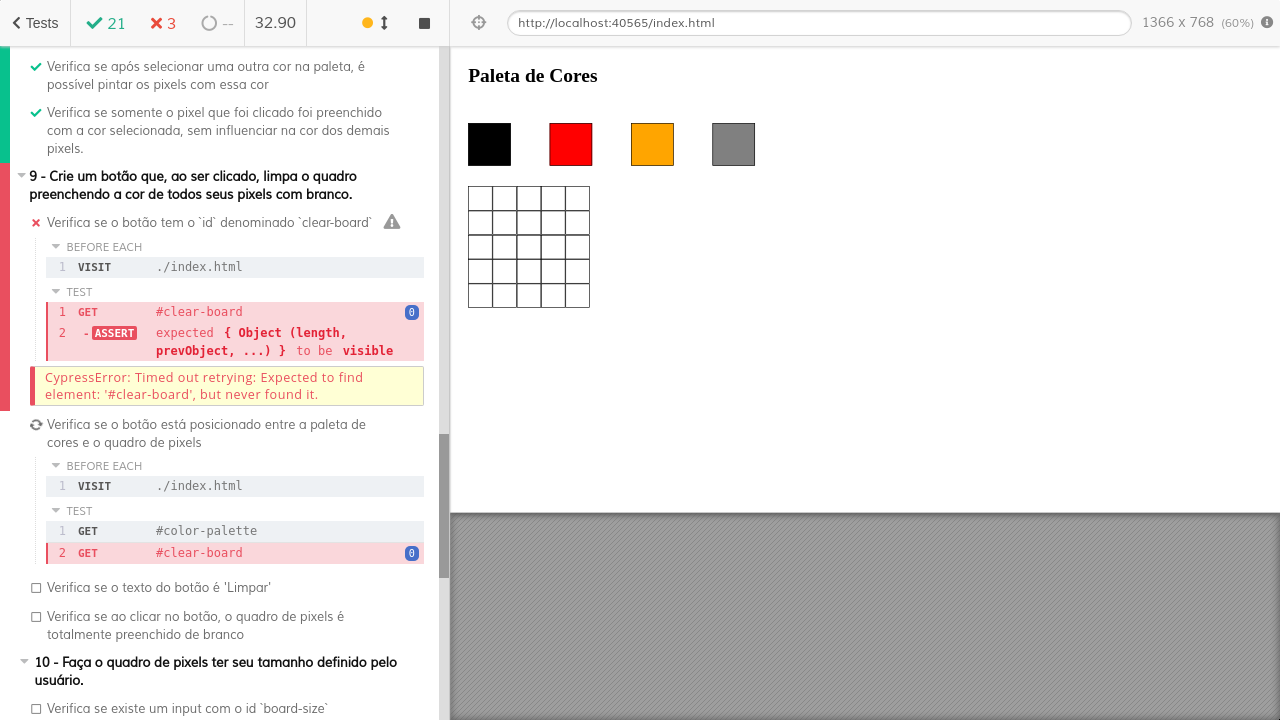 Tests 21 3 -- 32.90
http://localhost:40565/index.html 1366 x 768 (60%)
Verifica se após selecionar uma outra cor na paleta, é
possível pintar os pixels com essa cor
Verifica se somente o pixel que foi clicado foi preenchido
com a cor selecionada, sem influenciar na cor dos demais
pixels.
9 - Crie um botão que, ao ser clicado, limpa o quadro
preenchendo a cor de todos seus pixels com branco.
Verifica se o botão tem o `id` denominado `clear-board`
BEFORE EACH
1 VISIT ./index.html
TEST
1 GET #clear-board 0
2 -ASSERT expected { Object (length,
prevObject, ...) } to be visible
CypressError: Timed out retrying: Expected to find
element: '#clear-board', but never found it.
Verifica se o botão está posicionado entre a paleta de
cores e o quadro de pixels
BEFORE EACH
1 VISIT ./index.html
TEST
1 GET #color-palette
2 GET #clear-board 0
Verifica se o texto do botão é 'Limpar'
Verifica se ao clicar no botão, o quadro de pixels é
totalmente preenchido de branco
10 - Faça o quadro de pixels ter seu tamanho definido pelo
usuário.
Verifica se existe um input com o id `board-size`
Paleta de Cores